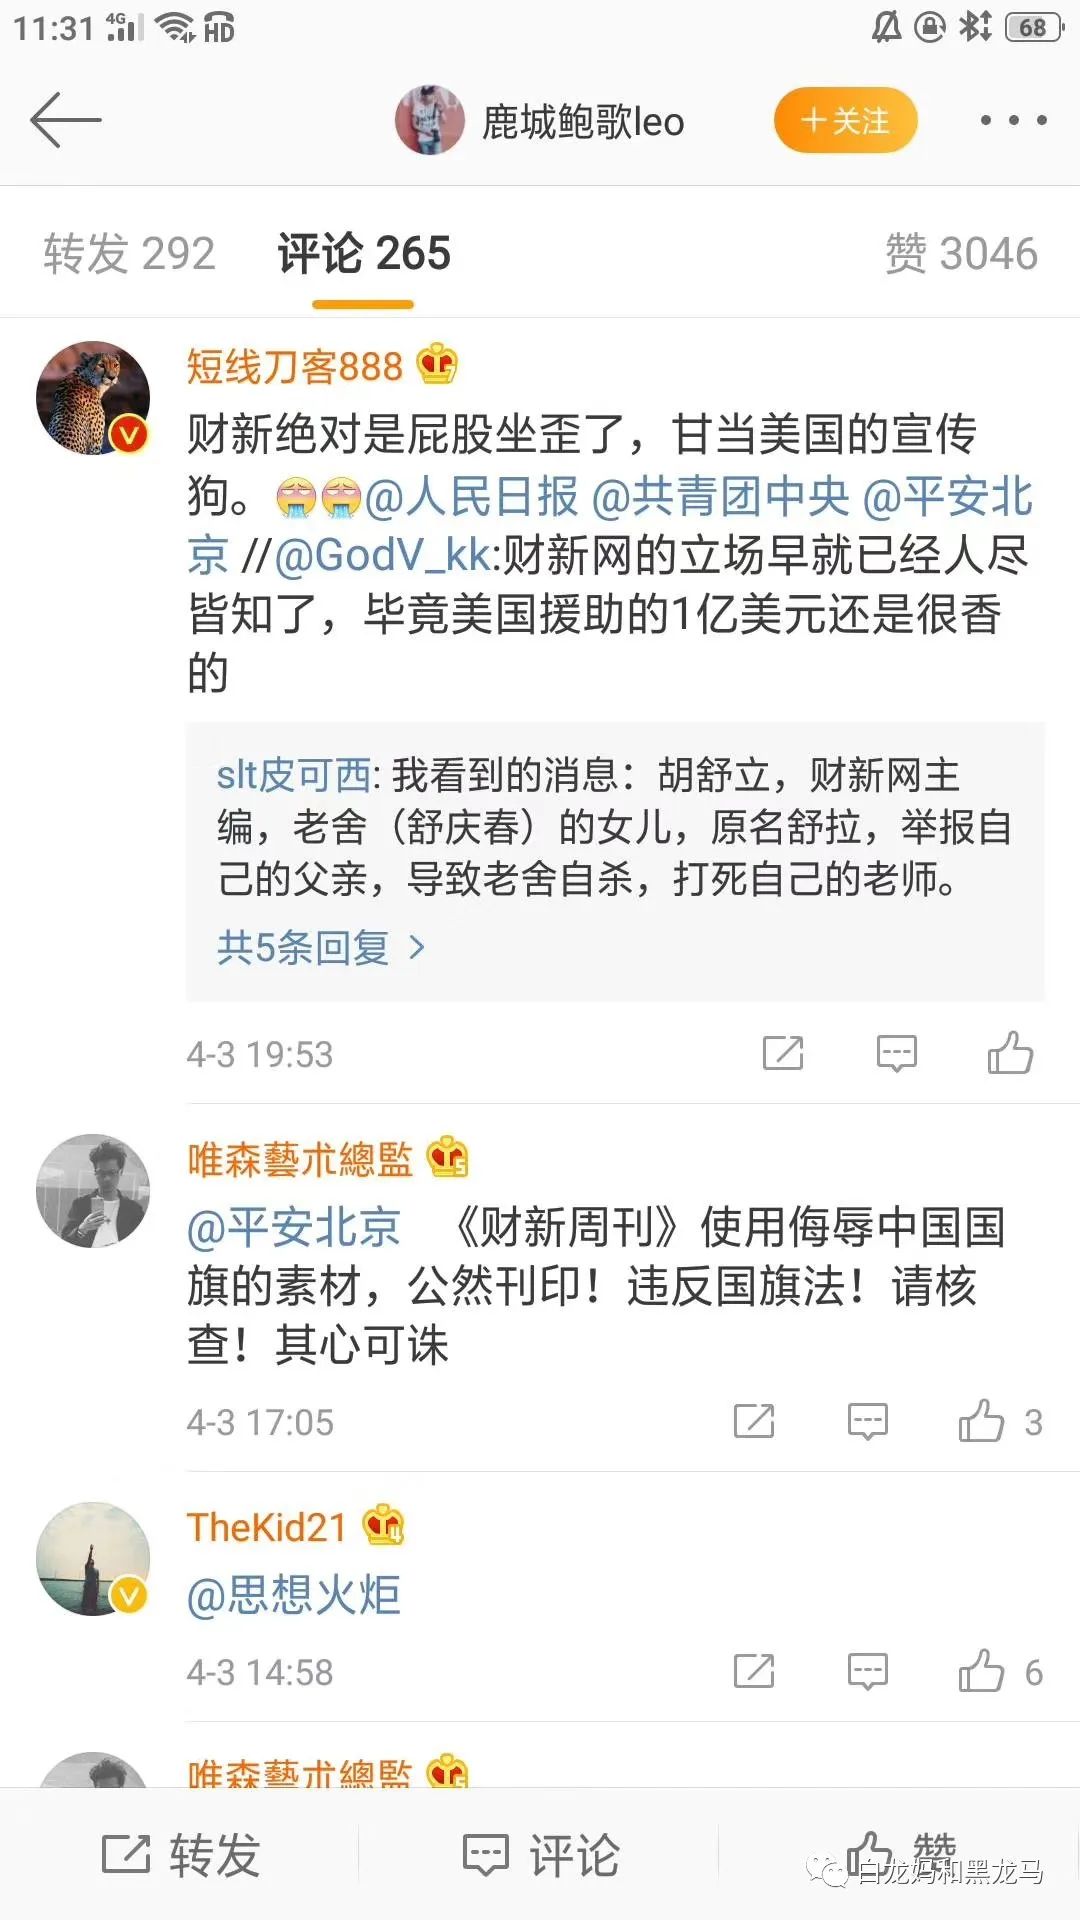 11:31 4G HD 68
鹿城鲍歌leo
+关注
转发 292 评论 265 赞 3046
短线刀客888
财新绝对是屁股坐歪了，甘当美国的宣传
狗。@人民日报 @共青团中央 @平安北
京 //@GodV_kk:财新网的立场早就已经人尽
皆知了，毕竟美国援助的1亿美元还是很香
的
slt皮可西: 我看到的消息：胡舒立，财新网主
编，老舍（舒庆春）的女儿，原名舒拉，举报自
己的父亲，导致老舍自杀，打死自己的老师。
共5条回复 >
4-3 19:53
唯森藝朮總監
@平安北京 《财新周刊》使用侮辱中国国
旗的素材，公然刊印！违反国旗法！请核
查！其心可诛
4-3 17:05 3
TheKid21
@思想火炬
4-3 14:58 6
唯森藝朮總監
转发 评论 赞
白龙妈和黑龙马